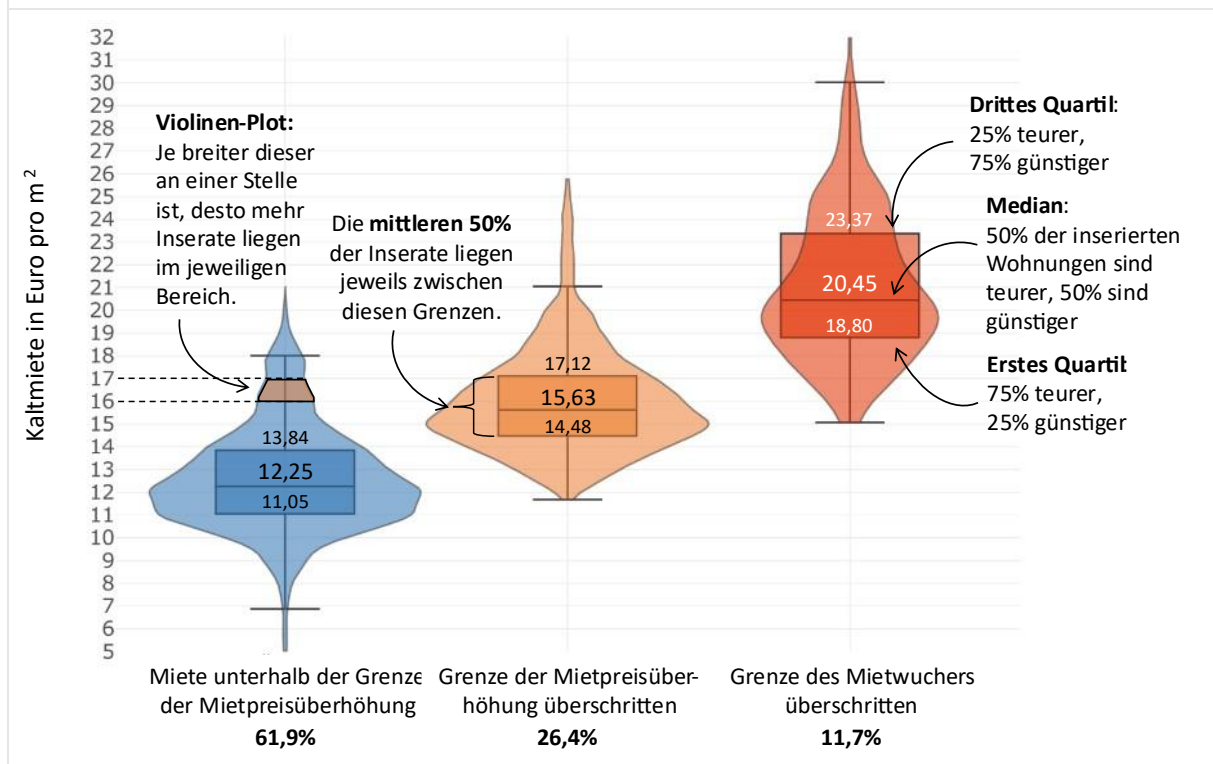 Kaltmiete in Euro pro m²
32
31
30
29
28
27
26
25
24
23
22
21
20
19
18
17
16
15
14
13
12
11
10
9
8
7
6
5
Violinen-Plot:
Je breiter dieser
an einer Stelle
ist, desto mehr
Inserate liegen
im jeweiligen
Bereich.
13,84
12,25
11,05
Die mittleren 50%
der Inserate liegen
jeweils zwischen
diesen Grenzen.
17,12
15,63
14,48
23,37
20,45
18,80
Drittes Quartil:
25% teurer,
75% günstiger
Median:
50% der inserierten
Wohnungen sind
teurer, 50% sind
günstiger
Erstes Quartil:
75% teurer,
25% günstiger
Miete unterhalb der Grenze
der Mietpreisüberhöhung
61,9%
Grenze der Mietpreisüber-
höhung überschritten
26,4%
Grenze des Mietwuchers
überschritten
11,7%